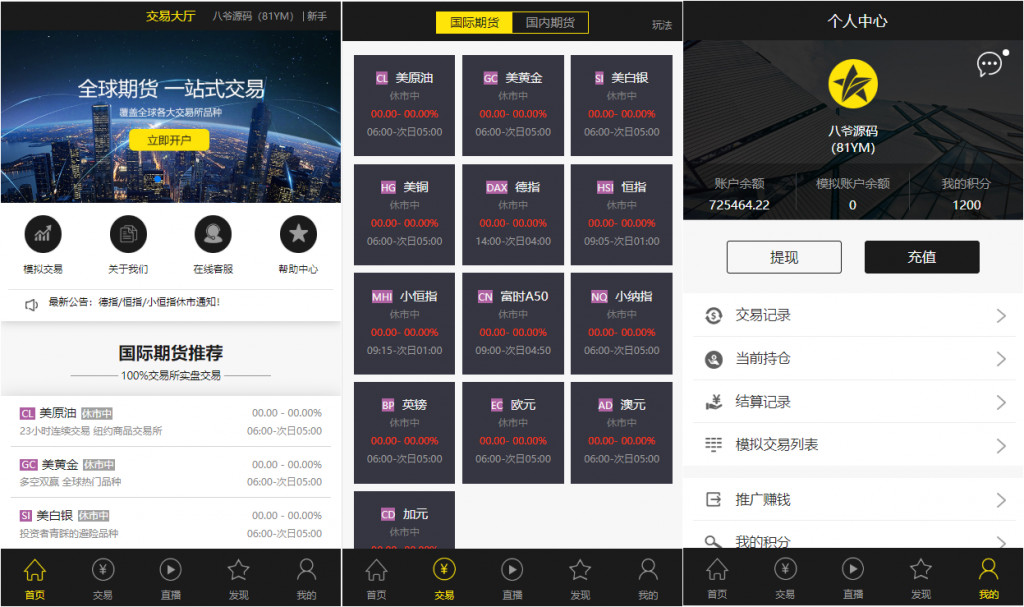 交易大厅
八爷源码（81YM）| 新手
全球期货 一站式交易
覆盖全球各大交易所品种
立即开户
模拟交易 关于我们 在线客服 帮助中心
最新公告：德指/恒指/小恒指休市通知！
国际期货推荐
100%交易所实盘交易
CL 美原油 休市中 00.00 - 00.00%
23小时连续交易 纽约商品交易所 06:00-次日05:00
GC 美黄金 休市中 00.00 - 00.00%
多空双赢 全球热门品种 06:00-次日05:00
SI 美白银 休市中 00.00 - 00.00%
投资者青睐的避险品种 06:00-次日05:00
首页 交易 直播 发现 我的
国际期货 国内期货
玩法
CL 美原油 GC 美黄金 SI 美白银
休市中 休市中 休市中
00.00- 00.00% 00.00- 00.00% 00.00- 00.00%
06:00-次日05:00 06:00-次日05:00 06:00-次日05:00
HG 美铜 DAX 德指 HSI 恒指
休市中 休市中 休市中
00.00- 00.00% 00.00- 00.00% 00.00- 00.00%
06:00-次日05:00 14:00-次日04:00 09:05-次日01:00
MHI 小恒指 CN 富时A50 NQ 小纳指
休市中 休市中 休市中
00.00- 00.00% 00.00- 00.00% 00.00- 00.00%
09:15-次日01:00 09:00-次日04:50 06:00-次日05:00
BP 英镑 EC 欧元 AD 澳元
休市中 休市中 休市中
00.00- 00.00% 00.00- 00.00% 00.00- 00.00%
06:00-次日05:00 06:00-次日05:00 06:00-次日05:00
CD 加元
休市中
00.00- 00.00%
首页 交易 直播 发现 我的
个人中心
八爷源码
(81YM)
账户余额 模拟账户余额 我的积分
725464.22 0 1200
提现 充值
交易记录
当前持仓
结算记录
模拟交易列表
推广赚钱
我的积分
首页 交易 直播 发现 我的